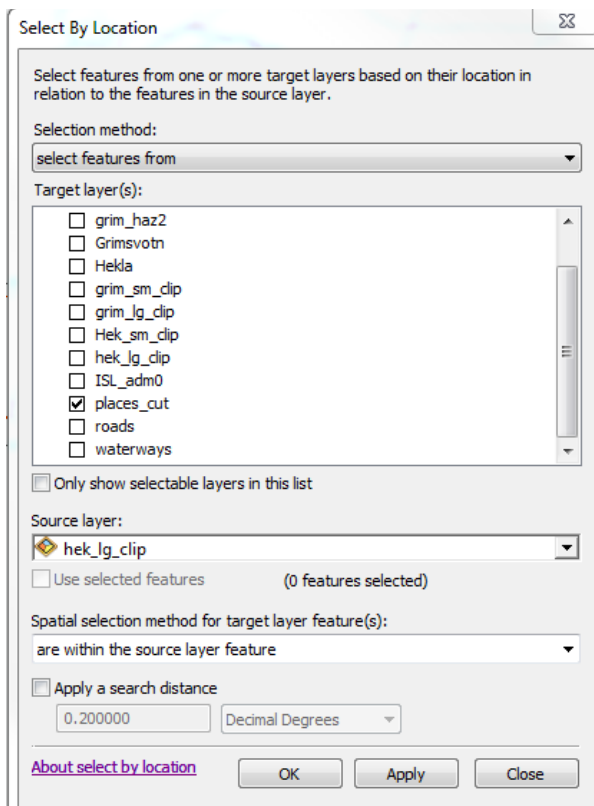 Select By Location
Select features from one or more target layers based on their location in
relation to the features in the source layer.
Selection method:
select features from
Target layer(s):
grim_haz2
Grimsvotn
Hekla
grim_sm_clip
grim_lg_clip
Hek_sm_clip
hek_lg_clip
ISL_adm0
places_cut
roads
waterways
Only show selectable layers in this list
Source layer:
hek_lg_clip
Use selected features (0 features selected)
Spatial selection method for target layer feature(s):
are within the source layer feature
Apply a search distance
0.200000 Decimal Degrees
About select by location OK Apply Close